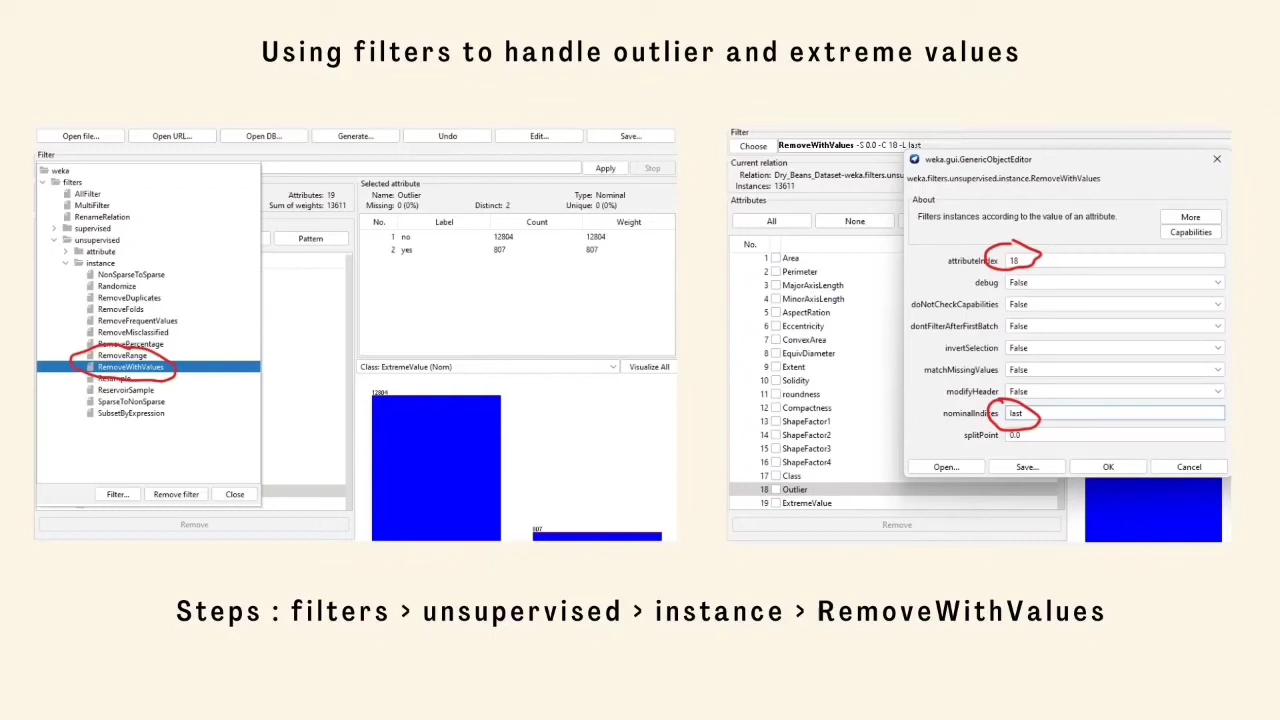 Using filters to handle outlier and extreme values
Open file...
Open URL...
Open DB...
Generate...
Undo
Edit...
Save...
Filter
weka
filters
AllFilter
MultiFilter
RenameRelation
supervised
unsupervised
attribute
instance
NonSparseToSparse
Randomize
RemoveDuplicates
RemoveFolds
RemoveFrequentValues
RemoveMisclassified
RemovePercentage
RemoveRange
RemoveWithValues
Resample
ReservoirSample
SparseToNonSparse
SubsetByExpression
Filter...
Remove filter
Close
Remove
Apply
Stop
Attributes: 19
Sum of weights: 13611
Pattern
Selected attribute
Name: Outlier
Type: Nominal
Missing: 0 (0%)
Distinct: 2
Unique: 0 (0%)
No.
Label
Count
Weight
1 no 12804 12804
2 yes 807 807
Class: ExtremeValue (Nom)
Visualize All
12804
807
Filter
Choose
RemoveWithValues -S 0.0 -C 18 -L last
Current relation
Relation: Dry_Beans_Dataset-weka.filters.unsu
Instances: 13611
Attributes
All
None
No.
1 Area
2 Perimeter
3 MajorAxisLength
4 MinorAxisLength
5 AspectRation
6 Eccentricity
7 ConvexArea
8 EquivDiameter
9 Extent
10 Solidity
11 roundness
12 Compactness
13 ShapeFactor1
14 ShapeFactor2
15 ShapeFactor3
16 ShapeFactor4
17 Class
18 Outlier
19 ExtremeValue
Remove
weka.gui.GenericObjectEditor
weka.filters.unsupervised.instance.RemoveWithValues
About
Filters instances according to the value of an attribute.
More
Capabilities
attributeIndex 18
debug False
doNotCheckCapabilities False
dontFilterAfterFirstBatch False
invertSelection False
matchMissingValues False
modifyHeader False
nominalIndices last
splitPoint 0.0
Open...
Save...
OK
Cancel
Steps : filters > unsupervised > instance > RemoveWithValues